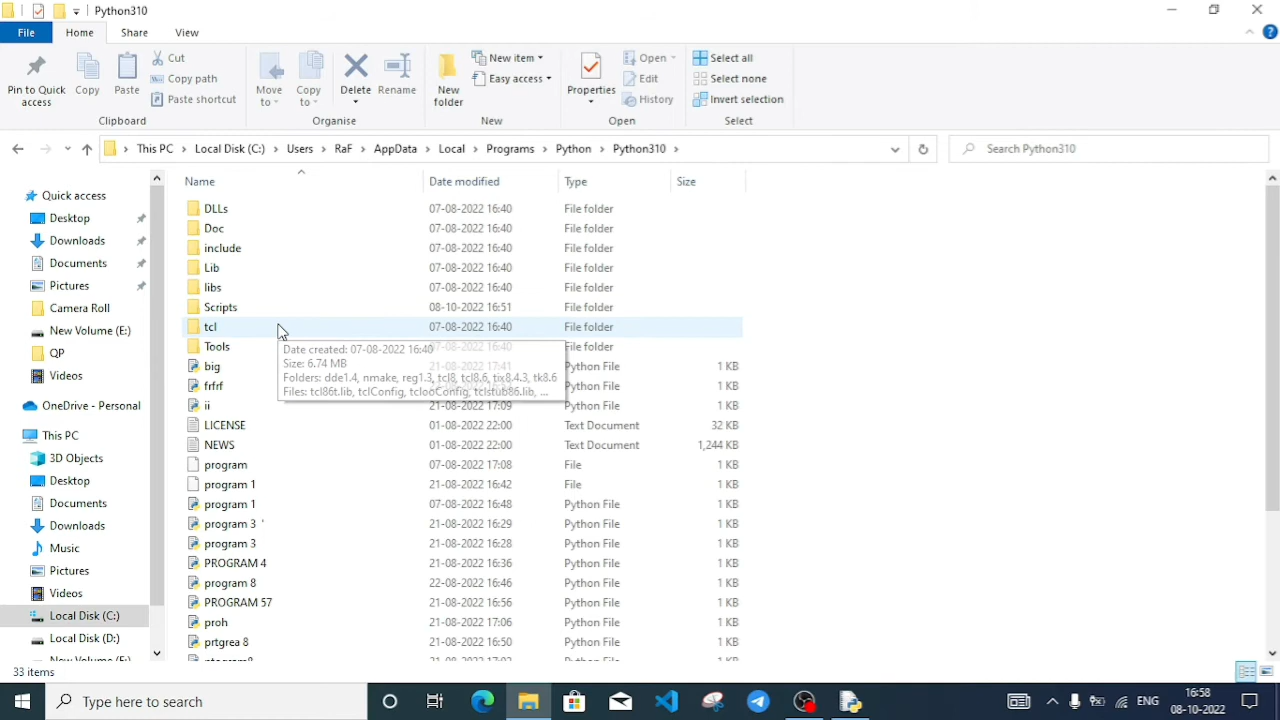 Python310
File
Home
Share
View
Pin to Quick access
Copy
Paste
Cut
Copy path
Paste shortcut
Clipboard
Move to
Copy to
Delete
Rename
Organise
New folder
New item
Easy access
New
Properties
Open
Edit
History
Open
Select all
Select none
Invert selection
Select
This PC > Local Disk (C:) > Users > RaF > AppData > Local > Programs > Python > Python310 >
Search Python310
Name
Date modified
Type
Size
Quick access
Desktop
Downloads
Documents
Pictures
Camera Roll
New Volume (E:)
QP
Videos
OneDrive - Personal
This PC
3D Objects
Desktop
Documents
Downloads
Music
Pictures
Videos
Local Disk (C:)
Local Disk (D:)
DLLs 07-08-2022 16:40 File folder
Doc 07-08-2022 16:40 File folder
include 07-08-2022 16:40 File folder
Lib 07-08-2022 16:40 File folder
libs 07-08-2022 16:40 File folder
Scripts 08-10-2022 16:51 File folder
tcl 07-08-2022 16:40 File folder
Tools 07-08-2022 16:40 File folder
Date created: 07-08-2022 16:40
Size: 6.74 MB
Folders: dde1.4, nmake, reg1.3, tcl8, tcl8.6, tix8.4.3, tk8.6
Files: tcl86t.lib, tclConfig, tclooConfig, tclstub86.lib, ...
big 21-08-2022 17:41 Python File 1 KB
frfrf Python File 1 KB
ii 21-08-2022 17:09 Python File 1 KB
LICENSE 01-08-2022 22:00 Text Document 32 KB
NEWS 01-08-2022 22:00 Text Document 1,244 KB
program 07-08-2022 17:08 File 1 KB
program 1 21-08-2022 16:42 File 1 KB
program 1 07-08-2022 16:48 Python File 1 KB
program 3 ' 21-08-2022 16:29 Python File 1 KB
program 3 21-08-2022 16:28 Python File 1 KB
PROGRAM 4 21-08-2022 16:36 Python File 1 KB
program 8 22-08-2022 16:46 Python File 1 KB
PROGRAM 57 21-08-2022 16:56 Python File 1 KB
proh 21-08-2022 17:06 Python File 1 KB
prtgrea 8 21-08-2022 16:50 Python File 1 KB
33 items
Type here to search
ENG
16:58
08-10-2022